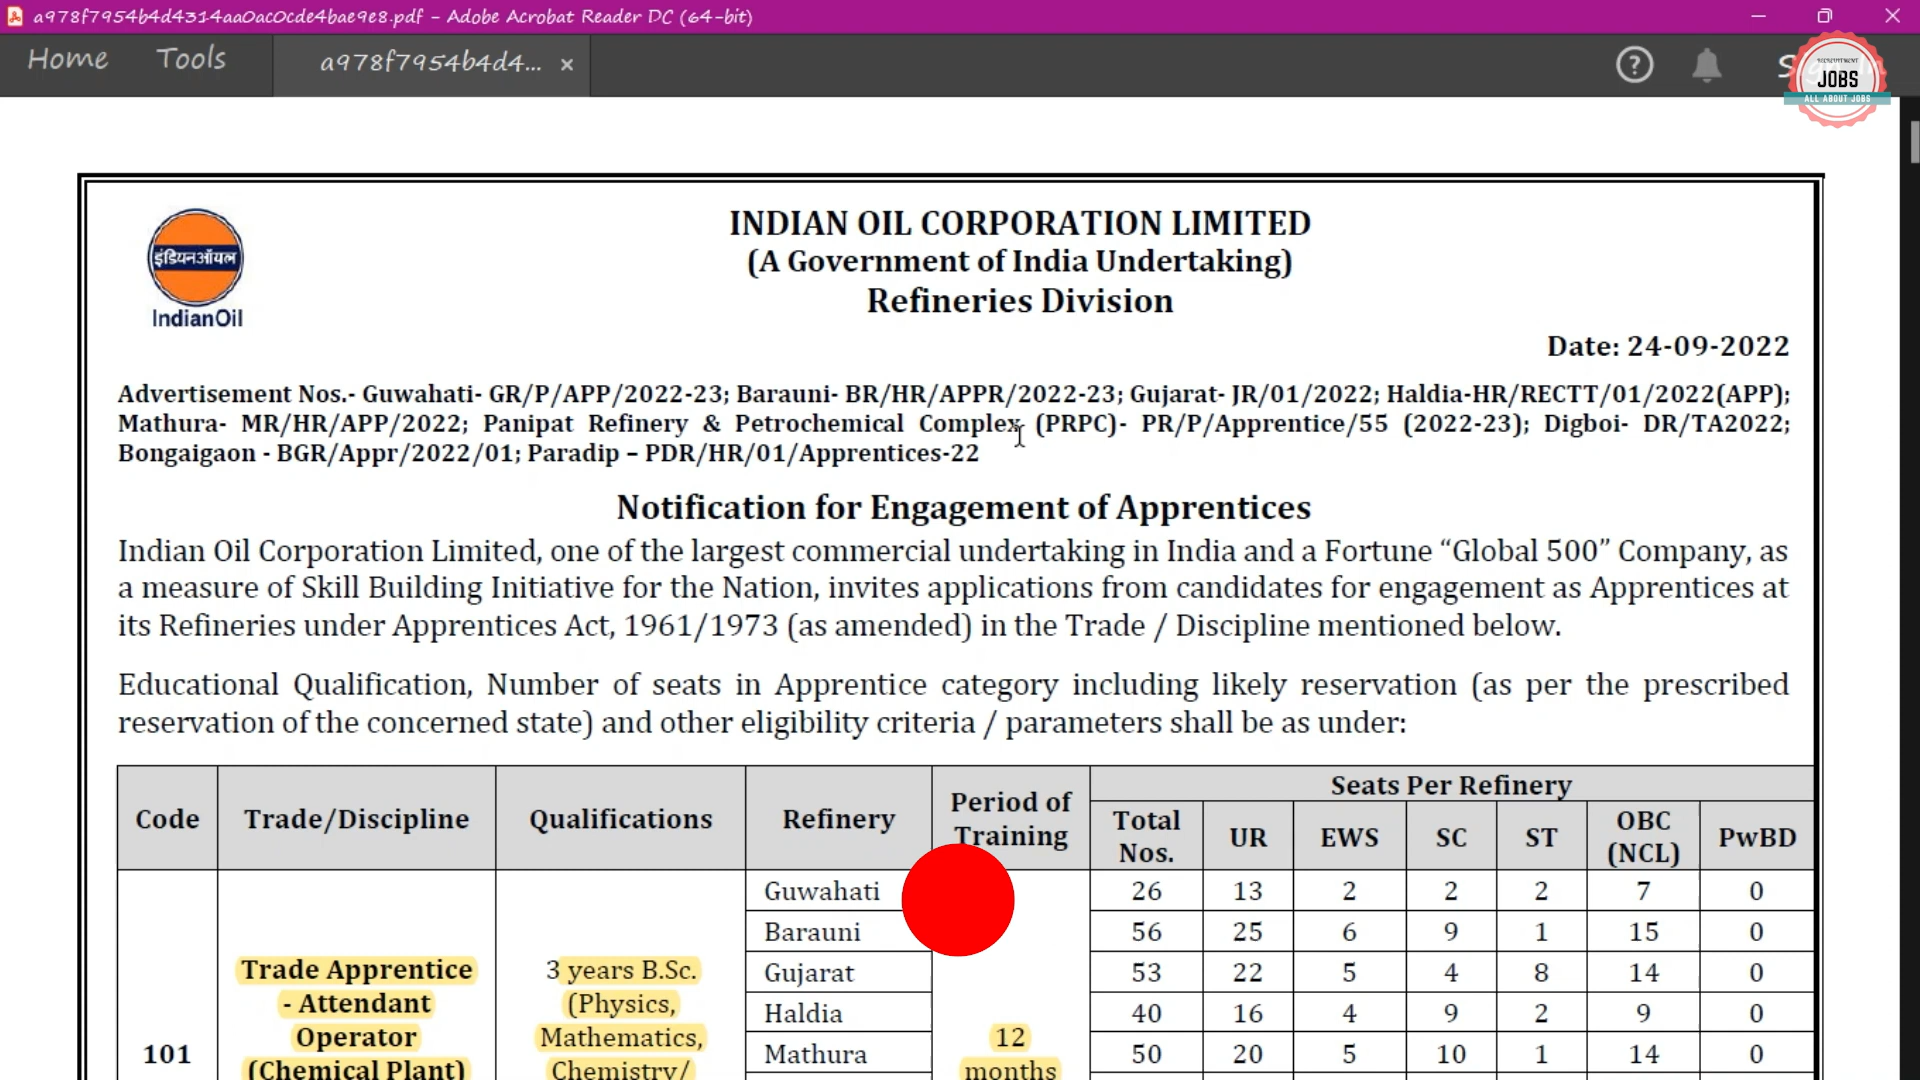 a978f7954b4d4314aa0ac0cde4bae9e8.pdf - Adobe Acrobat Reader DC (64-bit)
Home Tools a978f7954b4d4... ×
RECRUITMENT
JOBS
ALL ABOUT JOBS
इंडियनऑयल
IndianOil
INDIAN OIL CORPORATION LIMITED
(A Government of India Undertaking)
Refineries Division
Date: 24-09-2022
Advertisement Nos.- Guwahati- GR/P/APP/2022-23; Barauni- BR/HR/APPR/2022-23; Gujarat- JR/01/2022; Haldia-HR/RECTT/01/2022(APP);
Mathura- MR/HR/APP/2022; Panipat Refinery & Petrochemical Complex (PRPC)- PR/P/Apprentice/55 (2022-23); Digboi- DR/TA2022;
Bongaigaon - BGR/Appr/2022/01; Paradip – PDR/HR/01/Apprentices-22
Notification for Engagement of Apprentices
Indian Oil Corporation Limited, one of the largest commercial undertaking in India and a Fortune “Global 500” Company, as
a measure of Skill Building Initiative for the Nation, invites applications from candidates for engagement as Apprentices at
its Refineries under Apprentices Act, 1961/1973 (as amended) in the Trade / Discipline mentioned below.
Educational Qualification, Number of seats in Apprentice category including likely reservation (as per the prescribed
reservation of the concerned state) and other eligibility criteria / parameters shall be as under:
Code Trade/Discipline Qualifications Refinery Period of Training Seats Per Refinery
Total Nos. UR EWS SC ST OBC (NCL) PwBD
Guwahati 26 13 2 2 2 7 0
Barauni 56 25 6 9 1 15 0
Trade Apprentice 3 years B.Sc. Gujarat 53 22 5 4 8 14 0
- Attendant (Physics, Haldia 40 16 4 9 2 9 0
Operator Mathematics, 12
101 Mathura 50 20 5 10 1 14 0
(Chemical Plant) Chemistry/ months